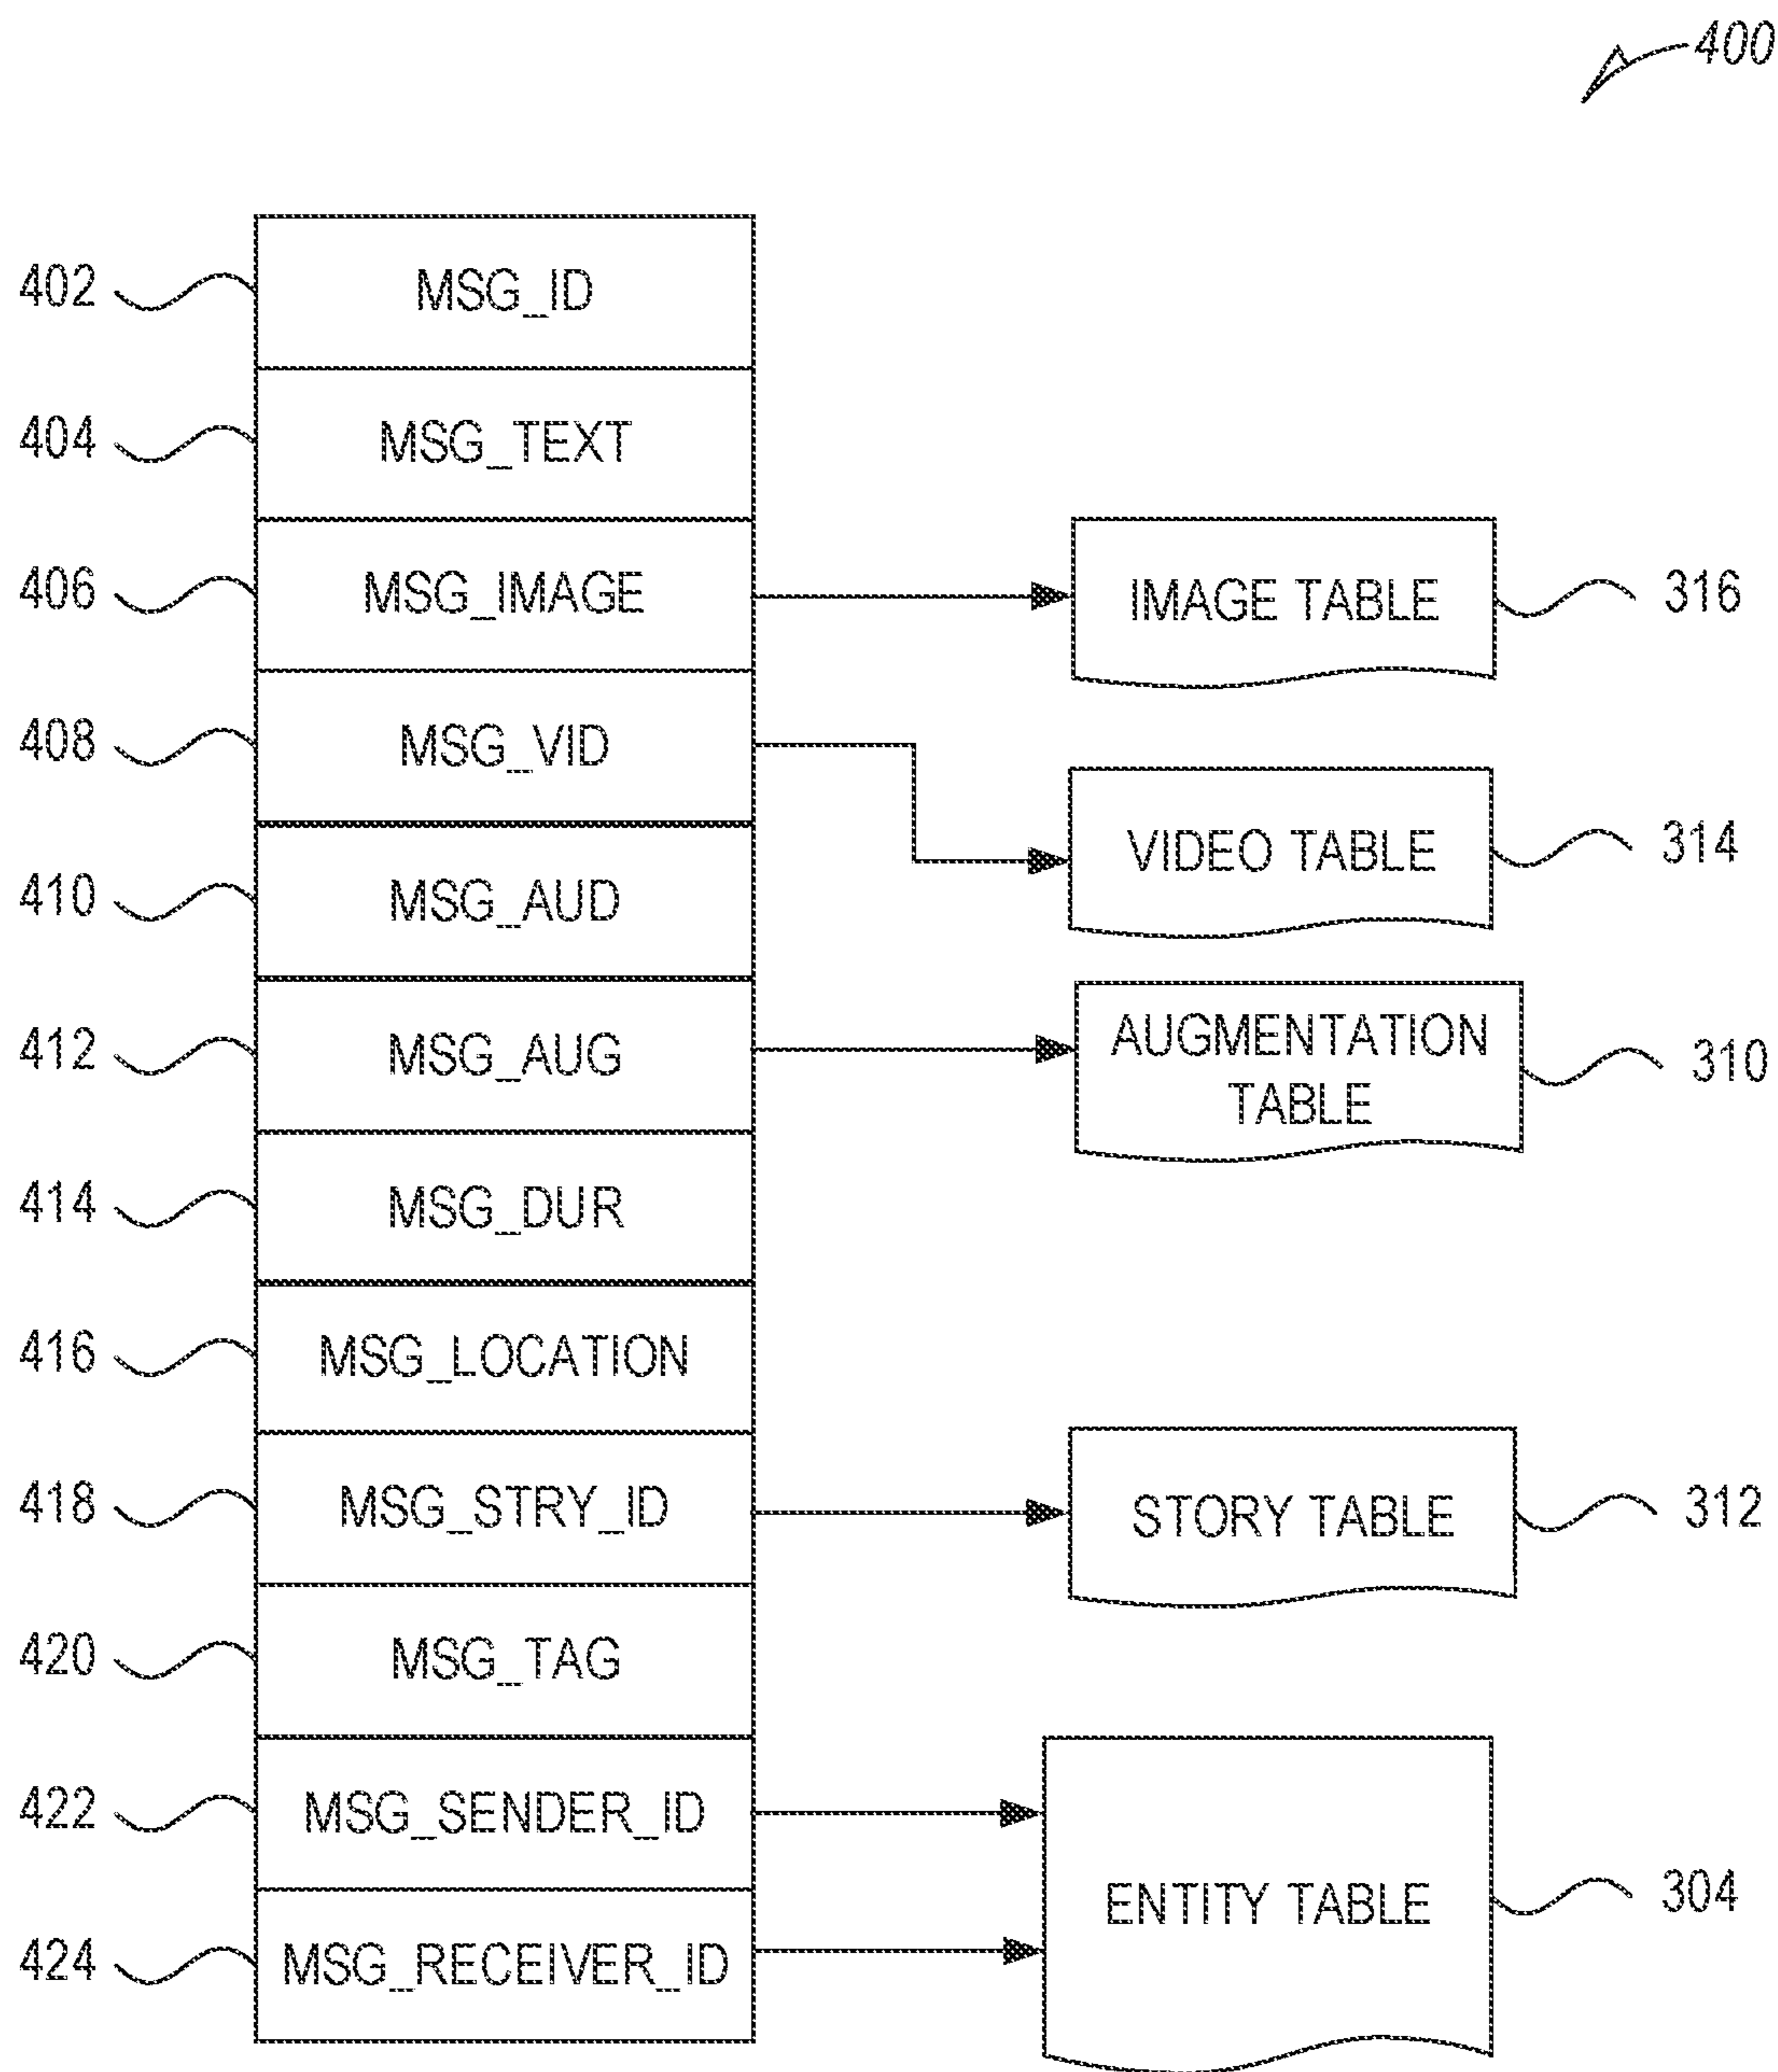 400
402 MSG_ID
404 MSG_TEXT
406 MSG_IMAGE IMAGE TABLE 316
408 MSG_VID VIDEO TABLE 314
410 MSG_AUD
412 MSG_AUG AUGMENTATION TABLE 310
414 MSG_DUR
416 MSG_LOCATION
418 MSG_STRY_ID STORY TABLE 312
420 MSG_TAG
422 MSG_SENDER_ID
ENTITY TABLE 304
424 MSG_RECEIVER_ID